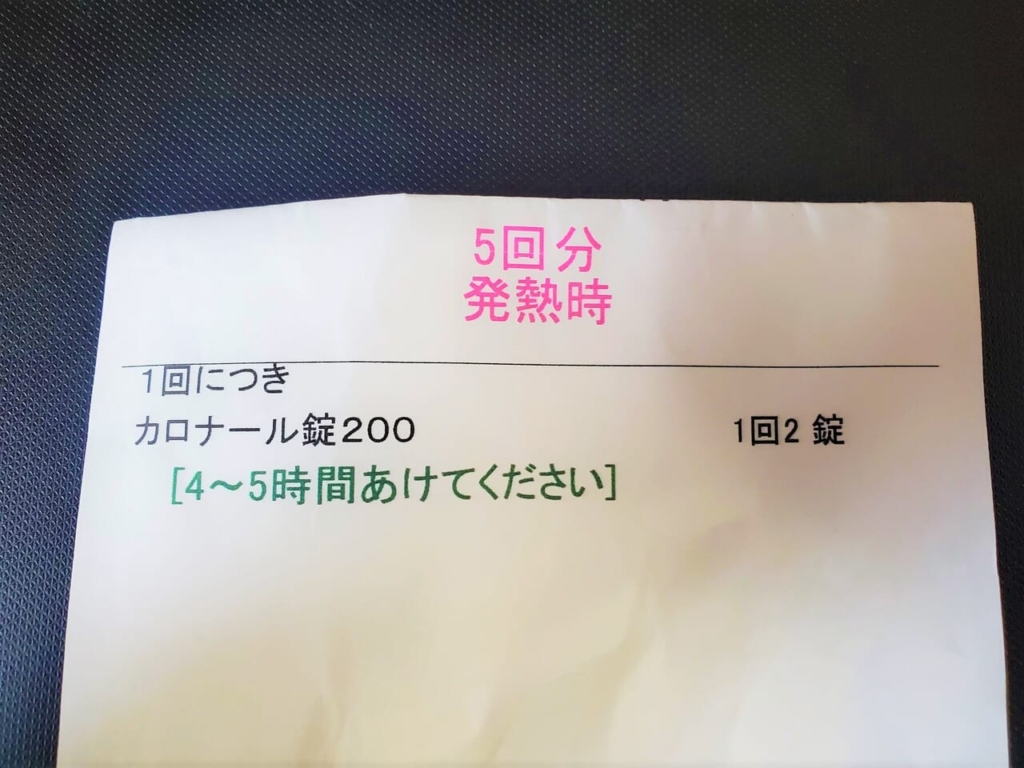 5回分
発熱時
1回につき
カロナール錠200 1回2 錠
[4～5時間あけてください]